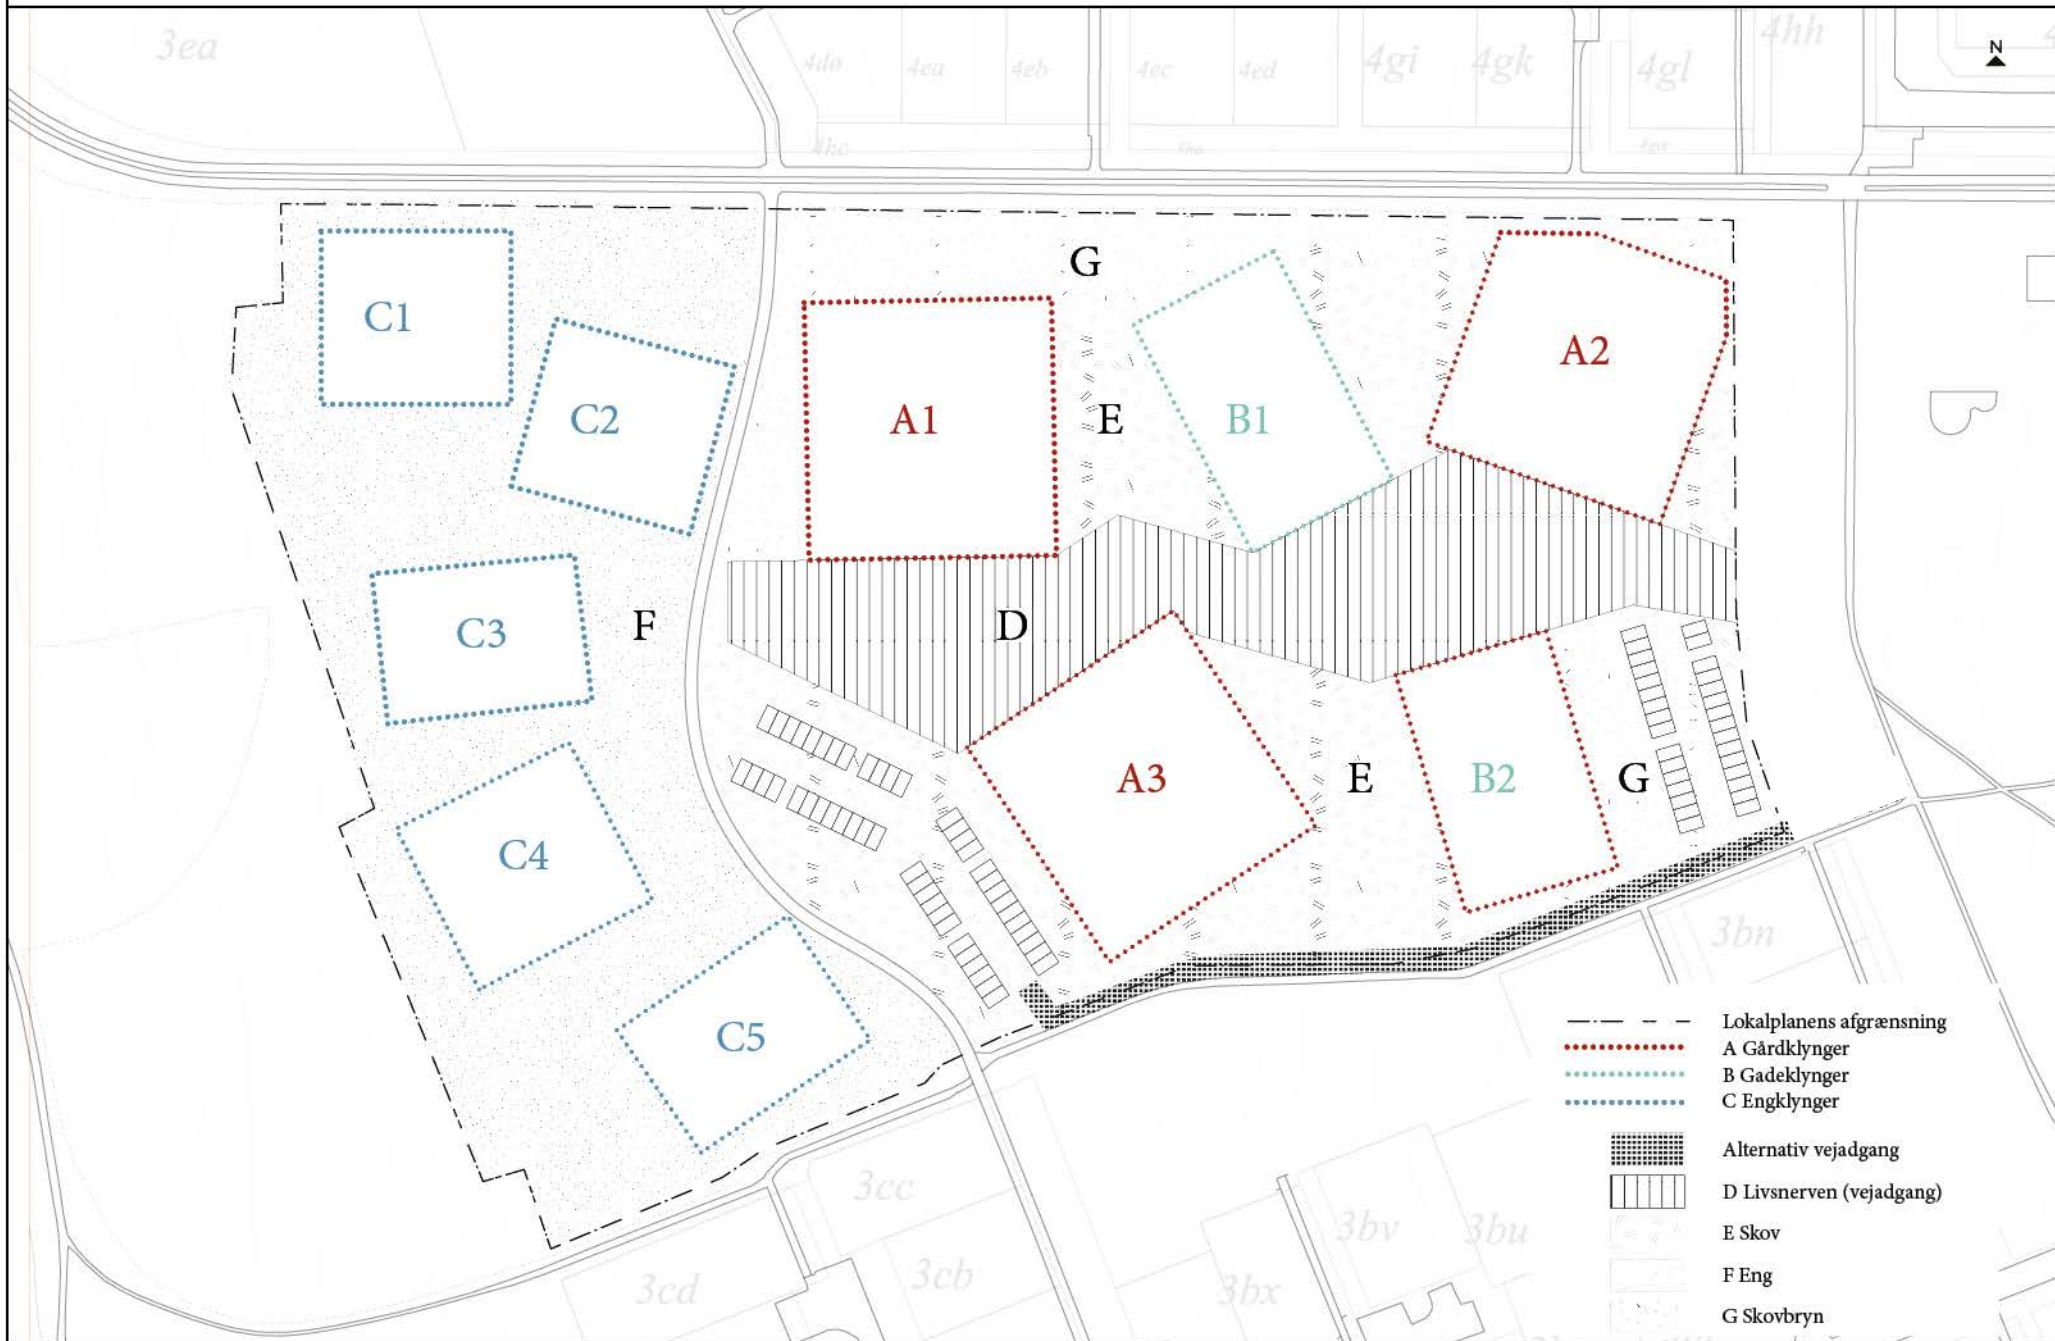 3ea
4da
4ea
4eb
4ec
4ed
4gi
4gk
4gl
4hh
N
4hc
G
C1
C2
A1
E
B1
A2
C3
F
D
C4
A3
E
B2
G
C5
3bn
3cc
3cb
3cd
3bv
3bu
3bx
Lokalplanens afgrænsning
A Gårdklynger
B Gadeklynger
C Engklynger
Alternativ vejadgang
D Livsnerven (vejadgang)
E Skov
F Eng
G Skovbryn